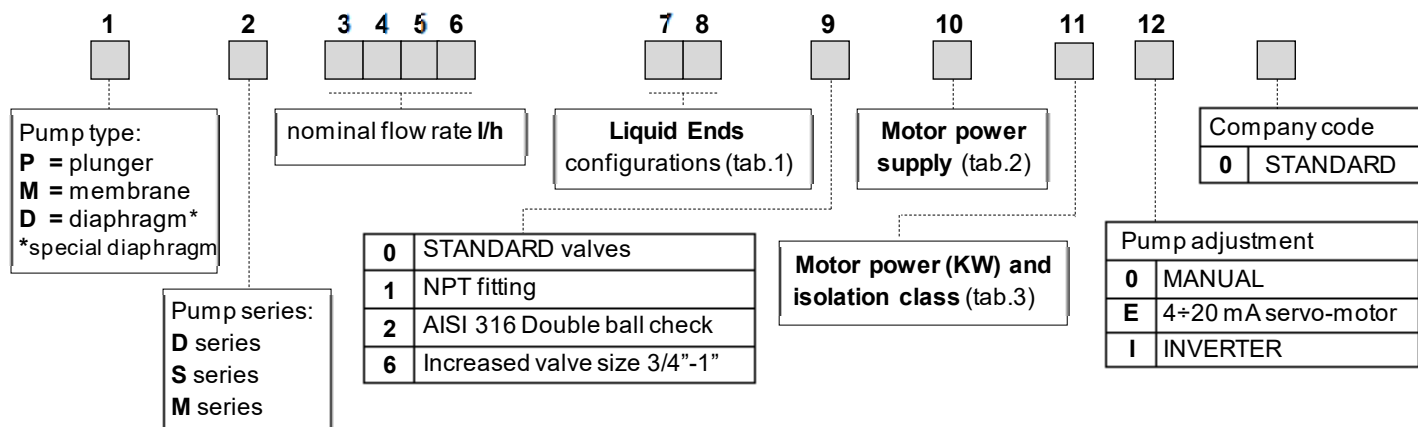 1 2 3 4 5 6 7 8 9 10 11 12
Pump type:
P = plunger
M = membrane
D = diaphragm*
*special diaphragm
nominal flow rate l/h
Liquid Ends
configurations (tab.1)
Motor power
supply (tab.2)
Company code
0 STANDARD
Pump series:
D series
S series
M series
0 STANDARD valves
1 NPT fitting
2 AISI 316 Double ball check
6 Increased valve size 3/4”-1”
Motor power (KW) and
isolation class (tab.3)
Pump adjustment
0 MANUAL
E 4÷20 mA servo-motor
I INVERTER